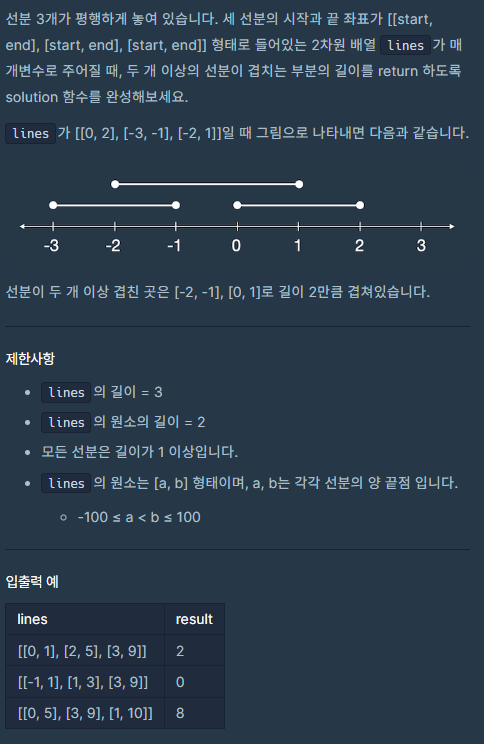 선분 3개가 평행하게 놓여 있습니다. 세 선분의 시작과 끝 좌표가 [[start,
end], [start, end], [start, end]] 형태로 들어있는 2차원 배열 lines 가 매
개변수로 주어질 때, 두 개 이상의 선분이 겹치는 부분의 길이를 return 하도록
solution 함수를 완성해보세요.
lines 가 [[0, 2], [-3, -1], [-2, 1]]일 때 그림으로 나타내면 다음과 같습니다.
-3 -2 -1 0 1 2 3
선분이 두 개 이상 겹친 곳은 [-2, -1], [0, 1]로 길이 2만큼 겹쳐있습니다.
제한사항
• lines 의 길이 = 3
• lines 의 원소의 길이 = 2
• 모든 선분은 길이가 1 이상입니다.
• lines 의 원소는 [a, b] 형태이며, a, b는 각각 선분의 양 끝점 입니다.
◦ -100 ≤ a < b ≤ 100
입출력 예
lines result
[[0, 1], [2, 5], [3, 9]] 2
[[-1, 1], [1, 3], [3, 9]] 0
[[0, 5], [3, 9], [1, 10]] 8